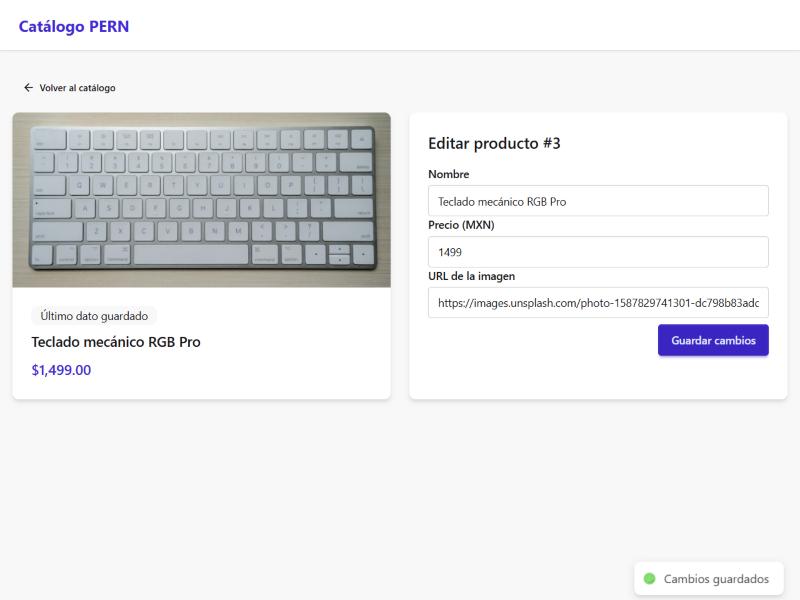 Catálogo PERN
← Volver al catálogo
Último dato guardado
Teclado mecánico RGB Pro
$1,499.00
Editar producto #3
Nombre
Teclado mecánico RGB Pro
Precio (MXN)
1499
URL de la imagen
https://images.unsplash.com/photo-1587829741301-dc798b83adc
Guardar cambios
Cambios guardados